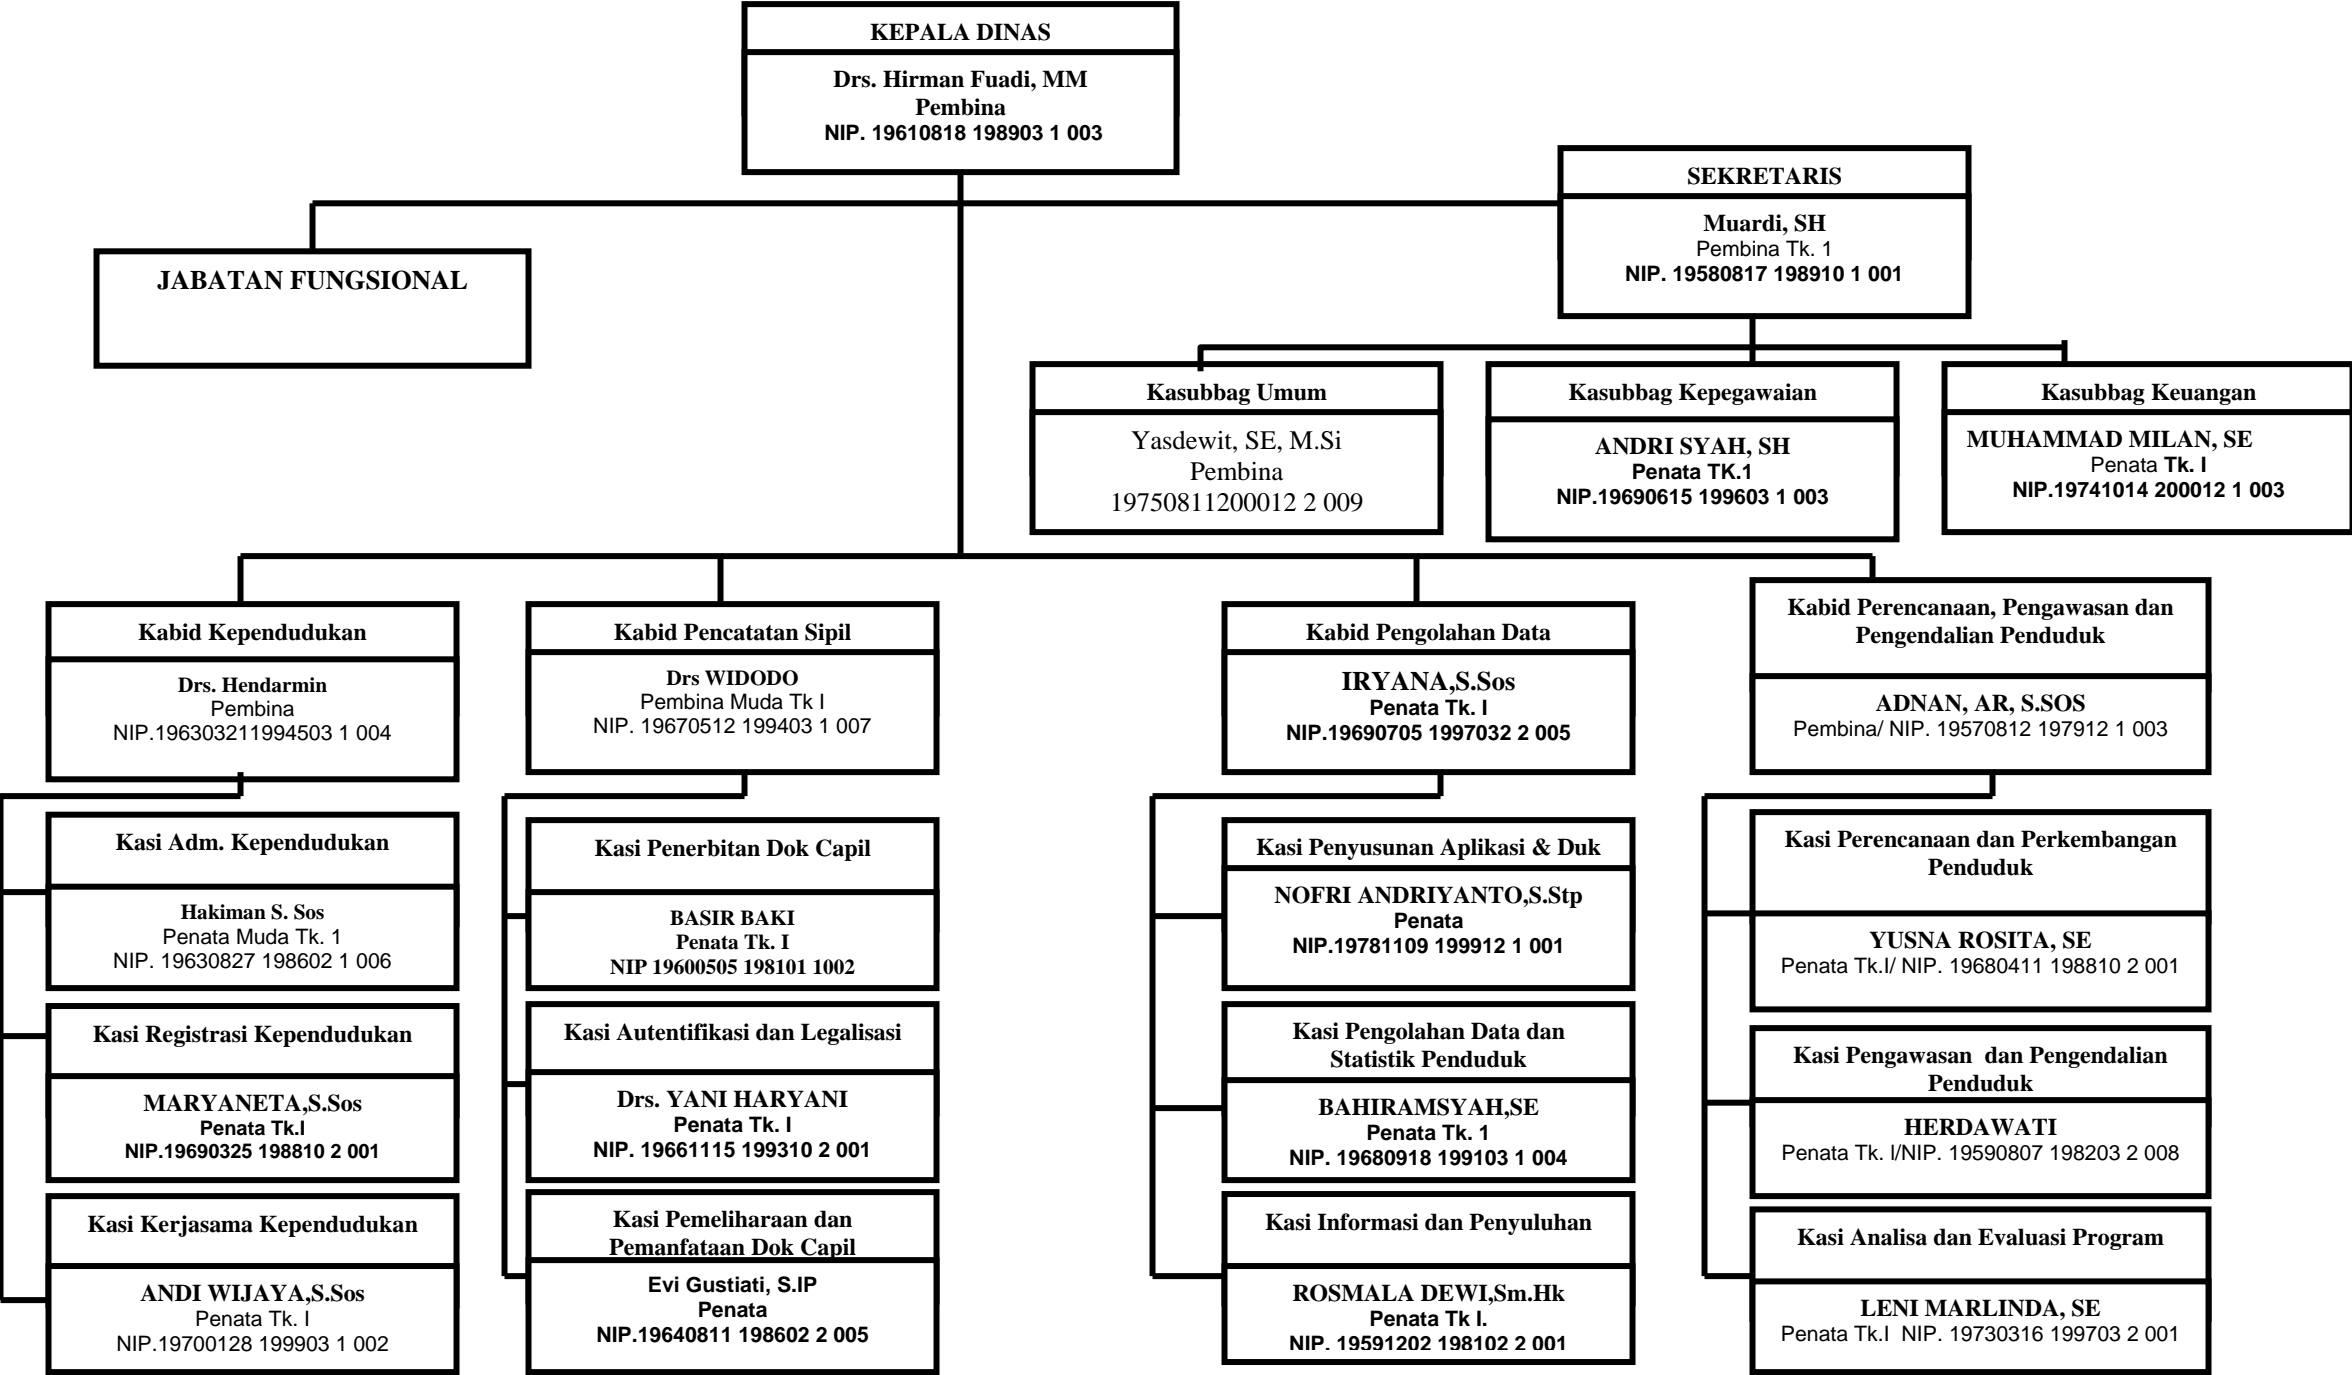 KEPALA DINAS
Drs. Hirman Fuadi, MM
Pembina
NIP. 19610818 198903 1 003
SEKRETARIS
Muardi, SH
Pembina Tk. 1
NIP. 19580817 198910 1 001
JABATAN FUNGSIONAL
Kasubbag Umum
Yasdewit, SE, M.Si
Pembina
19750811200012 2 009
Kasubbag Kepegawaian
ANDRI SYAH, SH
Penata TK.1
NIP.19690615 199603 1 003
Kasubbag Keuangan
MUHAMMAD MILAN, SE
Penata Tk. I
NIP.19741014 200012 1 003
Kabid Kependudukan
Drs. Hendarmin
Pembina
NIP.196303211994503 1 004
Kasi Adm. Kependudukan
Hakiman S. Sos
Penata Muda Tk. 1
NIP. 19630827 198602 1 006
Kasi Registrasi Kependudukan
MARYANETA,S.Sos
Penata Tk.I
NIP.19690325 198810 2 001
Kasi Kerjasama Kependudukan
ANDI WIJAYA,S.Sos
Penata Tk. I
NIP.19700128 199903 1 002
Kabid Pencatatan Sipil
Drs WIDODO
Pembina Muda Tk I
NIP. 19670512 199403 1 007
Kasi Penerbitan Dok Capil
BASIR BAKI
Penata Tk. I
NIP 19600505 198101 1002
Kasi Autentifikasi dan Legalisasi
Drs. YANI HARYANI
Penata Tk. I
NIP. 19661115 199310 2 001
Kasi Pemeliharaan dan
Pemanfataan Dok Capil
Evi Gustiati, S.IP
Penata
NIP.19640811 198602 2 005
Kabid Pengolahan Data
IRYANA,S.Sos
Penata Tk. I
NIP.19690705 1997032 2 005
Kasi Penyusunan Aplikasi & Duk
NOFRI ANDRIYANTO,S.Stp
Penata
NIP.19781109 199912 1 001
Kasi Pengolahan Data dan
Statistik Penduduk
BAHIRAMSYAH,SE
Penata Tk. 1
NIP. 19680918 199103 1 004
Kasi Informasi dan Penyuluhan
ROSMALA DEWI,Sm.Hk
Penata Tk I.
NIP. 19591202 198102 2 001
Kabid Perencanaan, Pengawasan dan
Pengendalian Penduduk
ADNAN, AR, S.SOS
Pembina/ NIP. 19570812 197912 1 003
Kasi Perencanaan dan Perkembangan
Penduduk
YUSNA ROSITA, SE
Penata Tk.I/ NIP. 19680411 198810 2 001
Kasi Pengawasan  dan Pengendalian
Penduduk
HERDAWATI
Penata Tk. I/NIP. 19590807 198203 2 008
Kasi Analisa dan Evaluasi Program
LENI MARLINDA, SE
Penata Tk.I  NIP. 19730316 199703 2 001